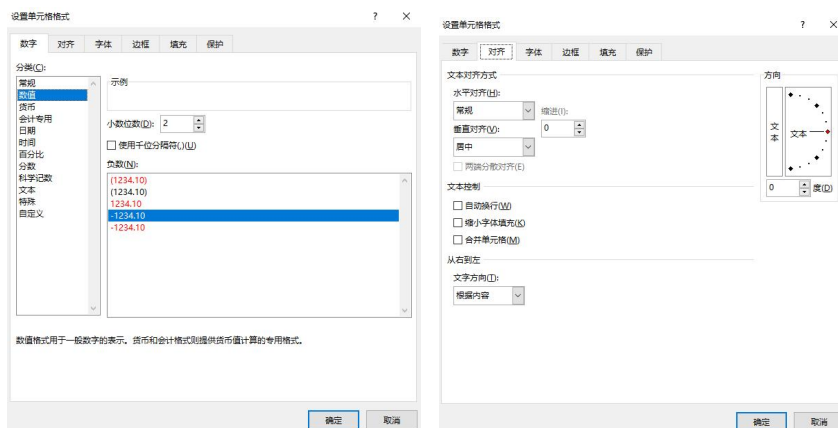 设置单元格格式
?
×
数字 对齐 字体 边框 填充 保护
分类(C):
常规
数值
货币
会计专用
日期
时间
百分比
分数
科学记数
文本
特殊
自定义
示例
小数位数(D): 2
使用千位分隔符(,)(U)
负数(N):
(1234.10)
(1234.10)
1234.10
-1234.10
-1234.10
数值格式用于一般数字的表示。货币和会计格式则提供货币值计算的专用格式。
确定 取消
设置单元格格式
?
×
数字 对齐 字体 边框 填充 保护
文本对齐方式
水平对齐(H):
常规
缩进(I):
垂直对齐(V):
0
居中
两端分散对齐(E)
文本控制
自动换行(W)
缩小字体填充(K)
合并单元格(M)
从右到左
文字方向(T):
根据内容
方向
文本
文本
0 度(D)
确定 取消